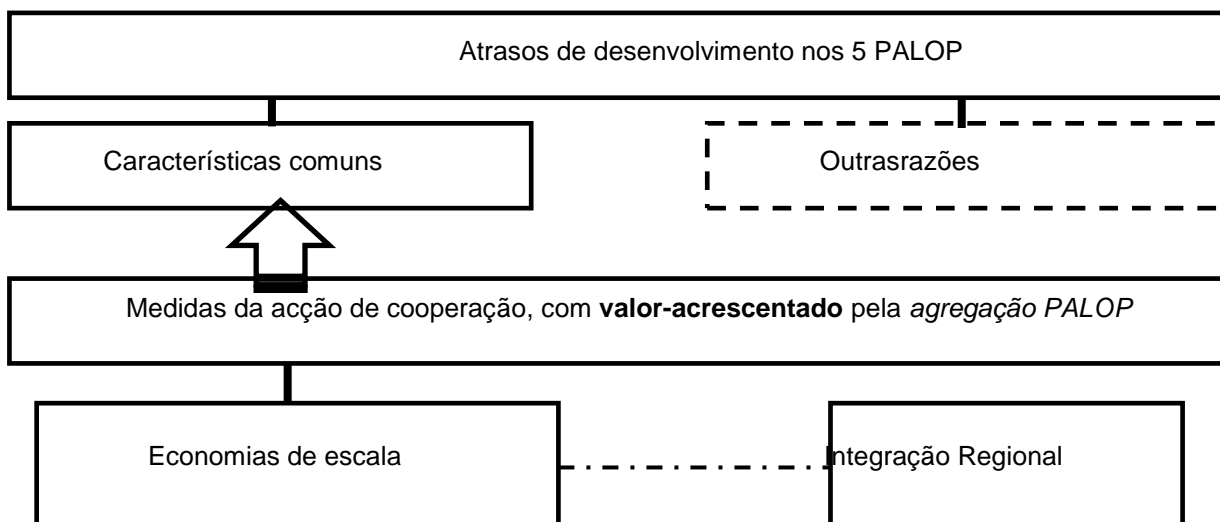 Atrasos de desenvolvimento nos 5 PALOP
Características comuns
Outrasrazões
Medidas da acção de cooperação, com valor-acrescentado pela agregação PALOP
Economias de escala
Integração Regional